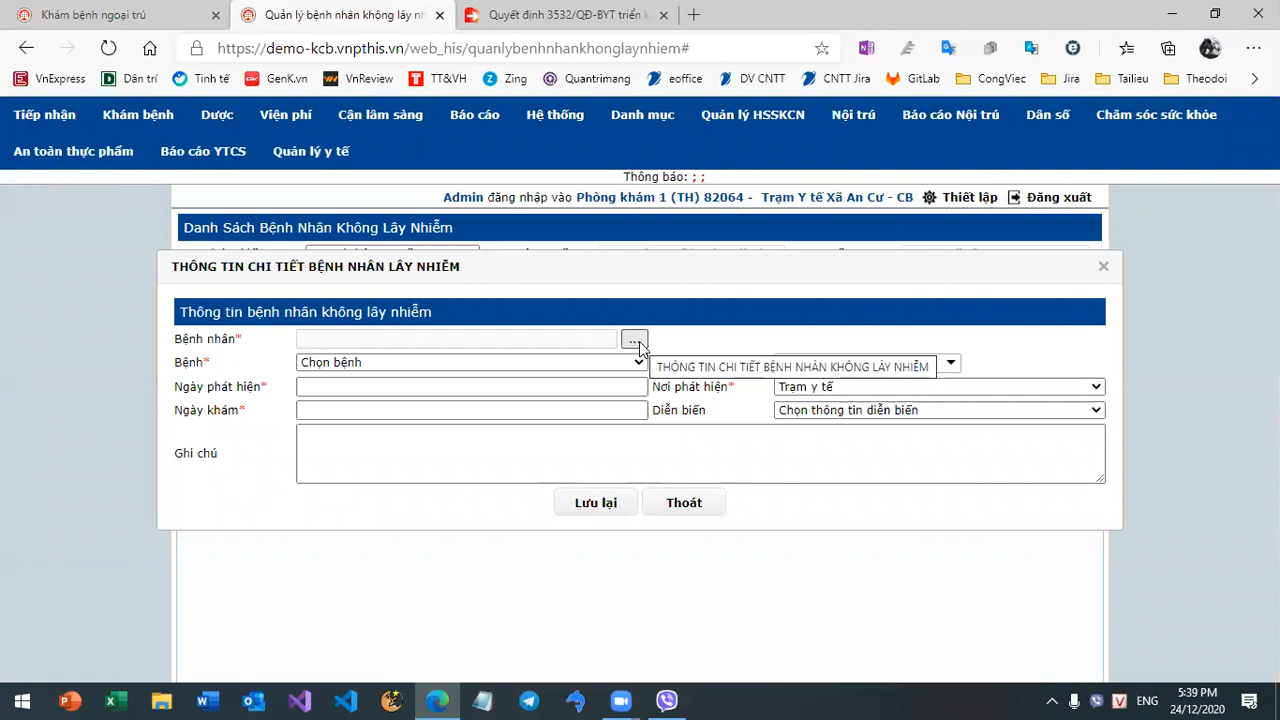 Khám bệnh ngoại trú
Quản lý bệnh nhân không lây nh
Quyết định 3532/QĐ-BYT triển k
https://demo-kcb.vnpthis.vn/web_his/quanlybenhnhankhonglaynhiem#
VnExpress Dân trí Tinh tế GenK.vn VnReview TT&VH Zing Quantrimang eoffice DV CNTT CNTT Jira GitLab CongViec Jira Tailieu Theodoi
Tiếp nhận Khám bệnh Dược Viện phí Cận lâm sàng Báo cáo Hệ thống Danh mục Quản lý HSSKCN Nội trú Báo cáo Nội trú Dân số Chăm sóc sức khỏe
An toàn thực phẩm Báo cáo YTCS Quản lý y tế
Thông báo: ; ;
Admin đăng nhập vào Phòng khám 1 (TH) 82064 - Trạm Y tế Xã An Cư - CB Thiết lập Đăng xuất
Danh Sách Bệnh Nhân Không Lây Nhiễm
THÔNG TIN CHI TIẾT BỆNH NHÂN LÂY NHIỄM
Thông tin bệnh nhân không lây nhiễm
Bệnh nhân* ...
Bệnh* Chọn bệnh
THÔNG TIN CHI TIẾT BỆNH NHÂN KHÔNG LÂY NHIỄM
Ngày phát hiện* Nơi phát hiện* Trạm y tế
Ngày khám* Diễn biến Chọn thông tin diễn biến
Ghi chú
Lưu lại Thoát
ENG
5:39 PM
24/12/2020